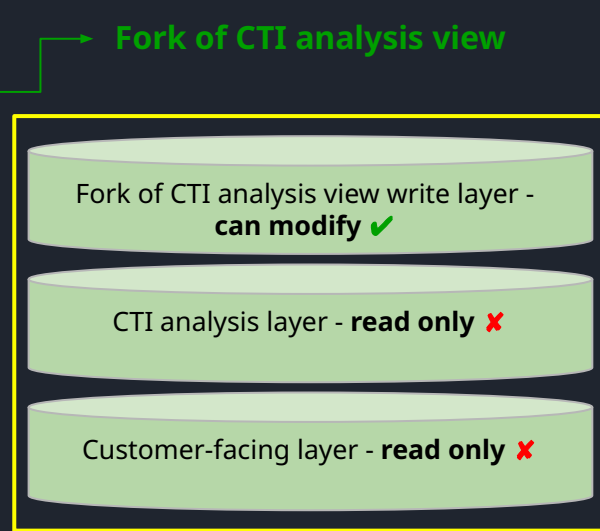 Fork of CTI analysis view
Fork of CTI analysis view write layer -
can modify ✔
CTI analysis layer - read only ✘
Customer-facing layer - read only ✘